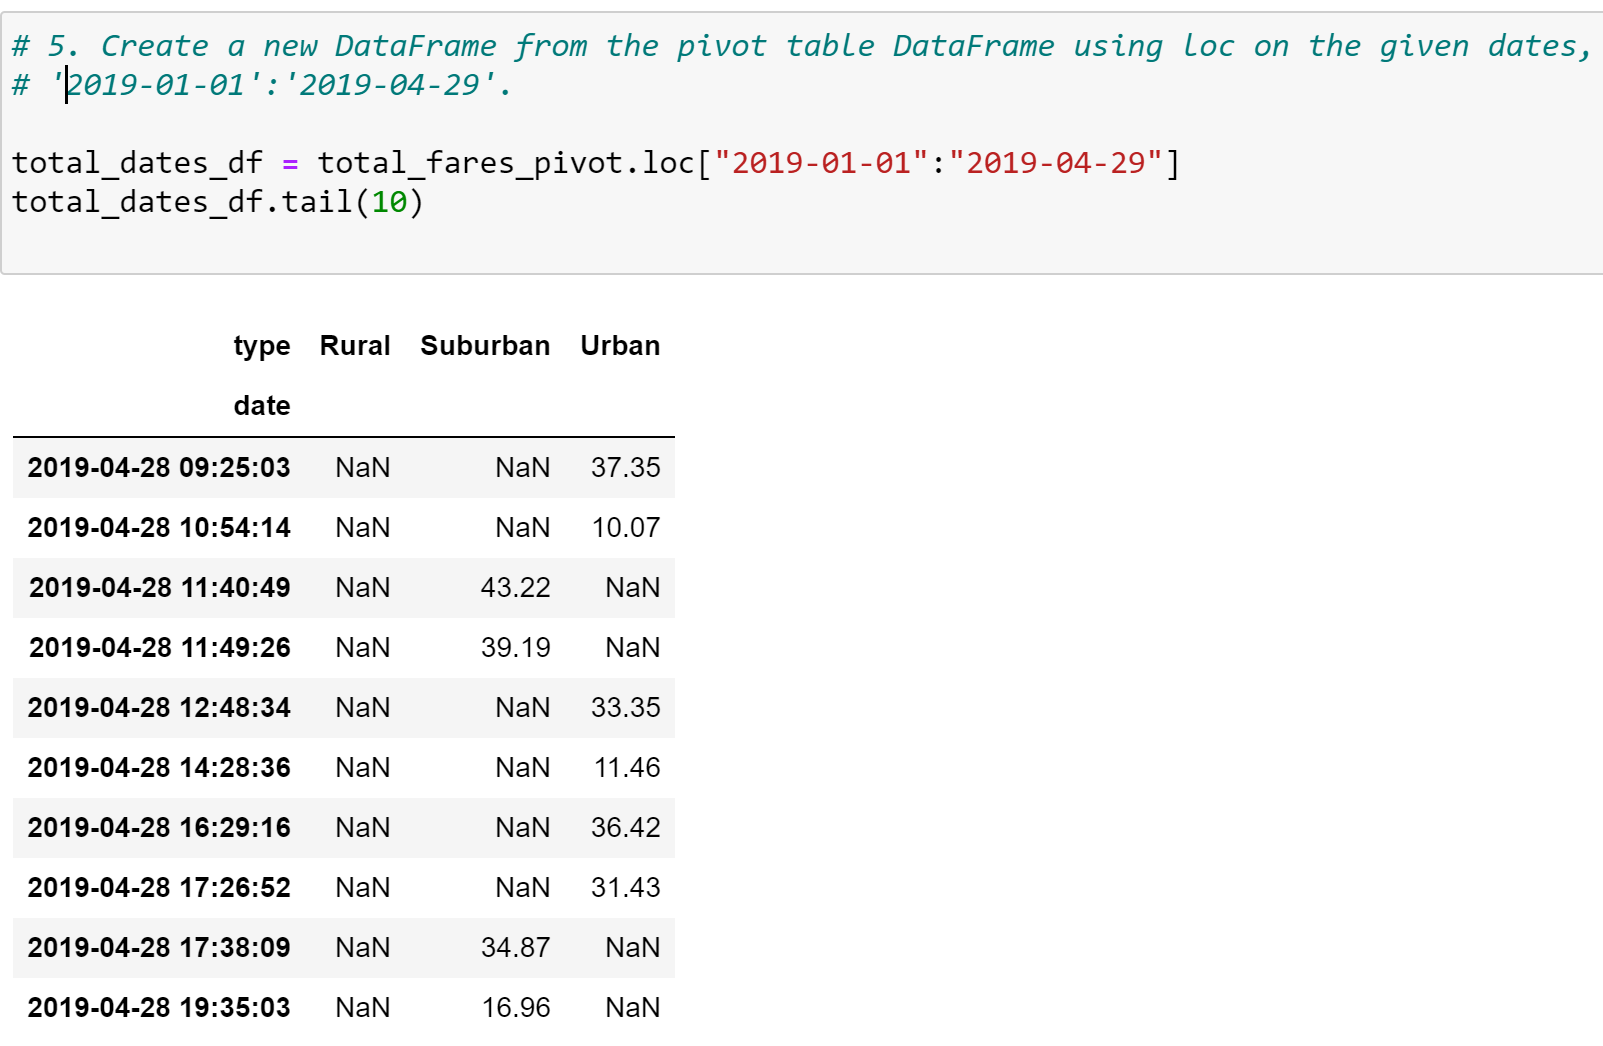 # 5. Create a new DataFrame from the pivot table DataFrame using loc on the given dates,
# '2019-01-01':'2019-04-29'.
total_dates_df = total_fares_pivot.loc["2019-01-01":"2019-04-29"]
total_dates_df.tail(10)
type Rural Suburban Urban
date
2019-04-28 09:25:03 NaN NaN 37.35
2019-04-28 10:54:14 NaN NaN 10.07
2019-04-28 11:40:49 NaN 43.22 NaN
2019-04-28 11:49:26 NaN 39.19 NaN
2019-04-28 12:48:34 NaN NaN 33.35
2019-04-28 14:28:36 NaN NaN 11.46
2019-04-28 16:29:16 NaN NaN 36.42
2019-04-28 17:26:52 NaN NaN 31.43
2019-04-28 17:38:09 NaN 34.87 NaN
2019-04-28 19:35:03 NaN 16.96 NaN